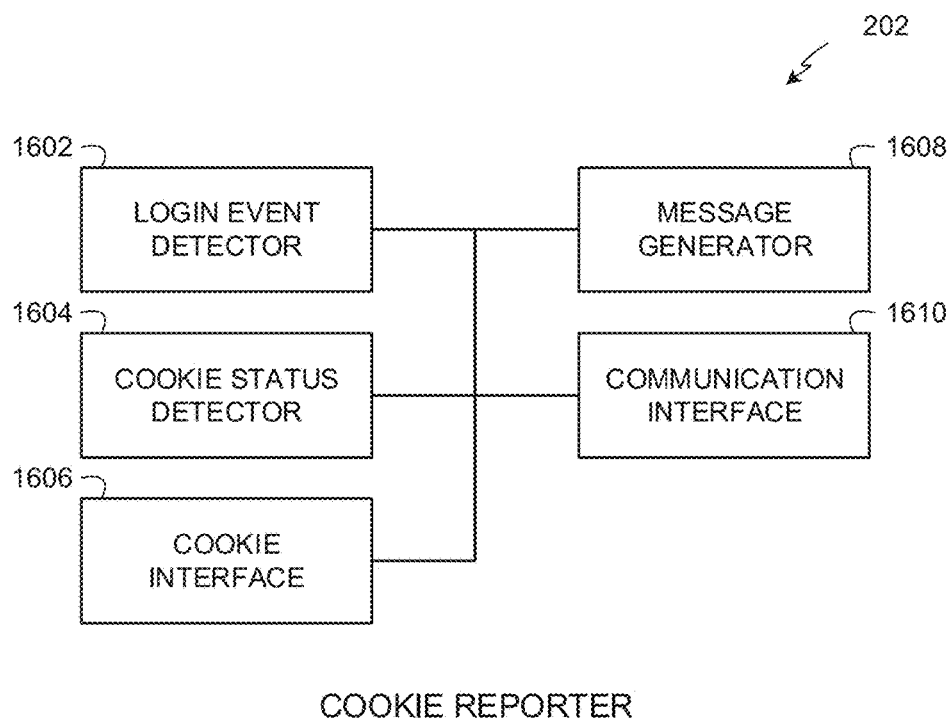 202
1602
LOGIN EVENT
DETECTOR
1608
MESSAGE
GENERATOR
1604
COOKIE STATUS
DETECTOR
1610
COMMUNICATION
INTERFACE
1606
COOKIE
INTERFACE
COOKIE REPORTER